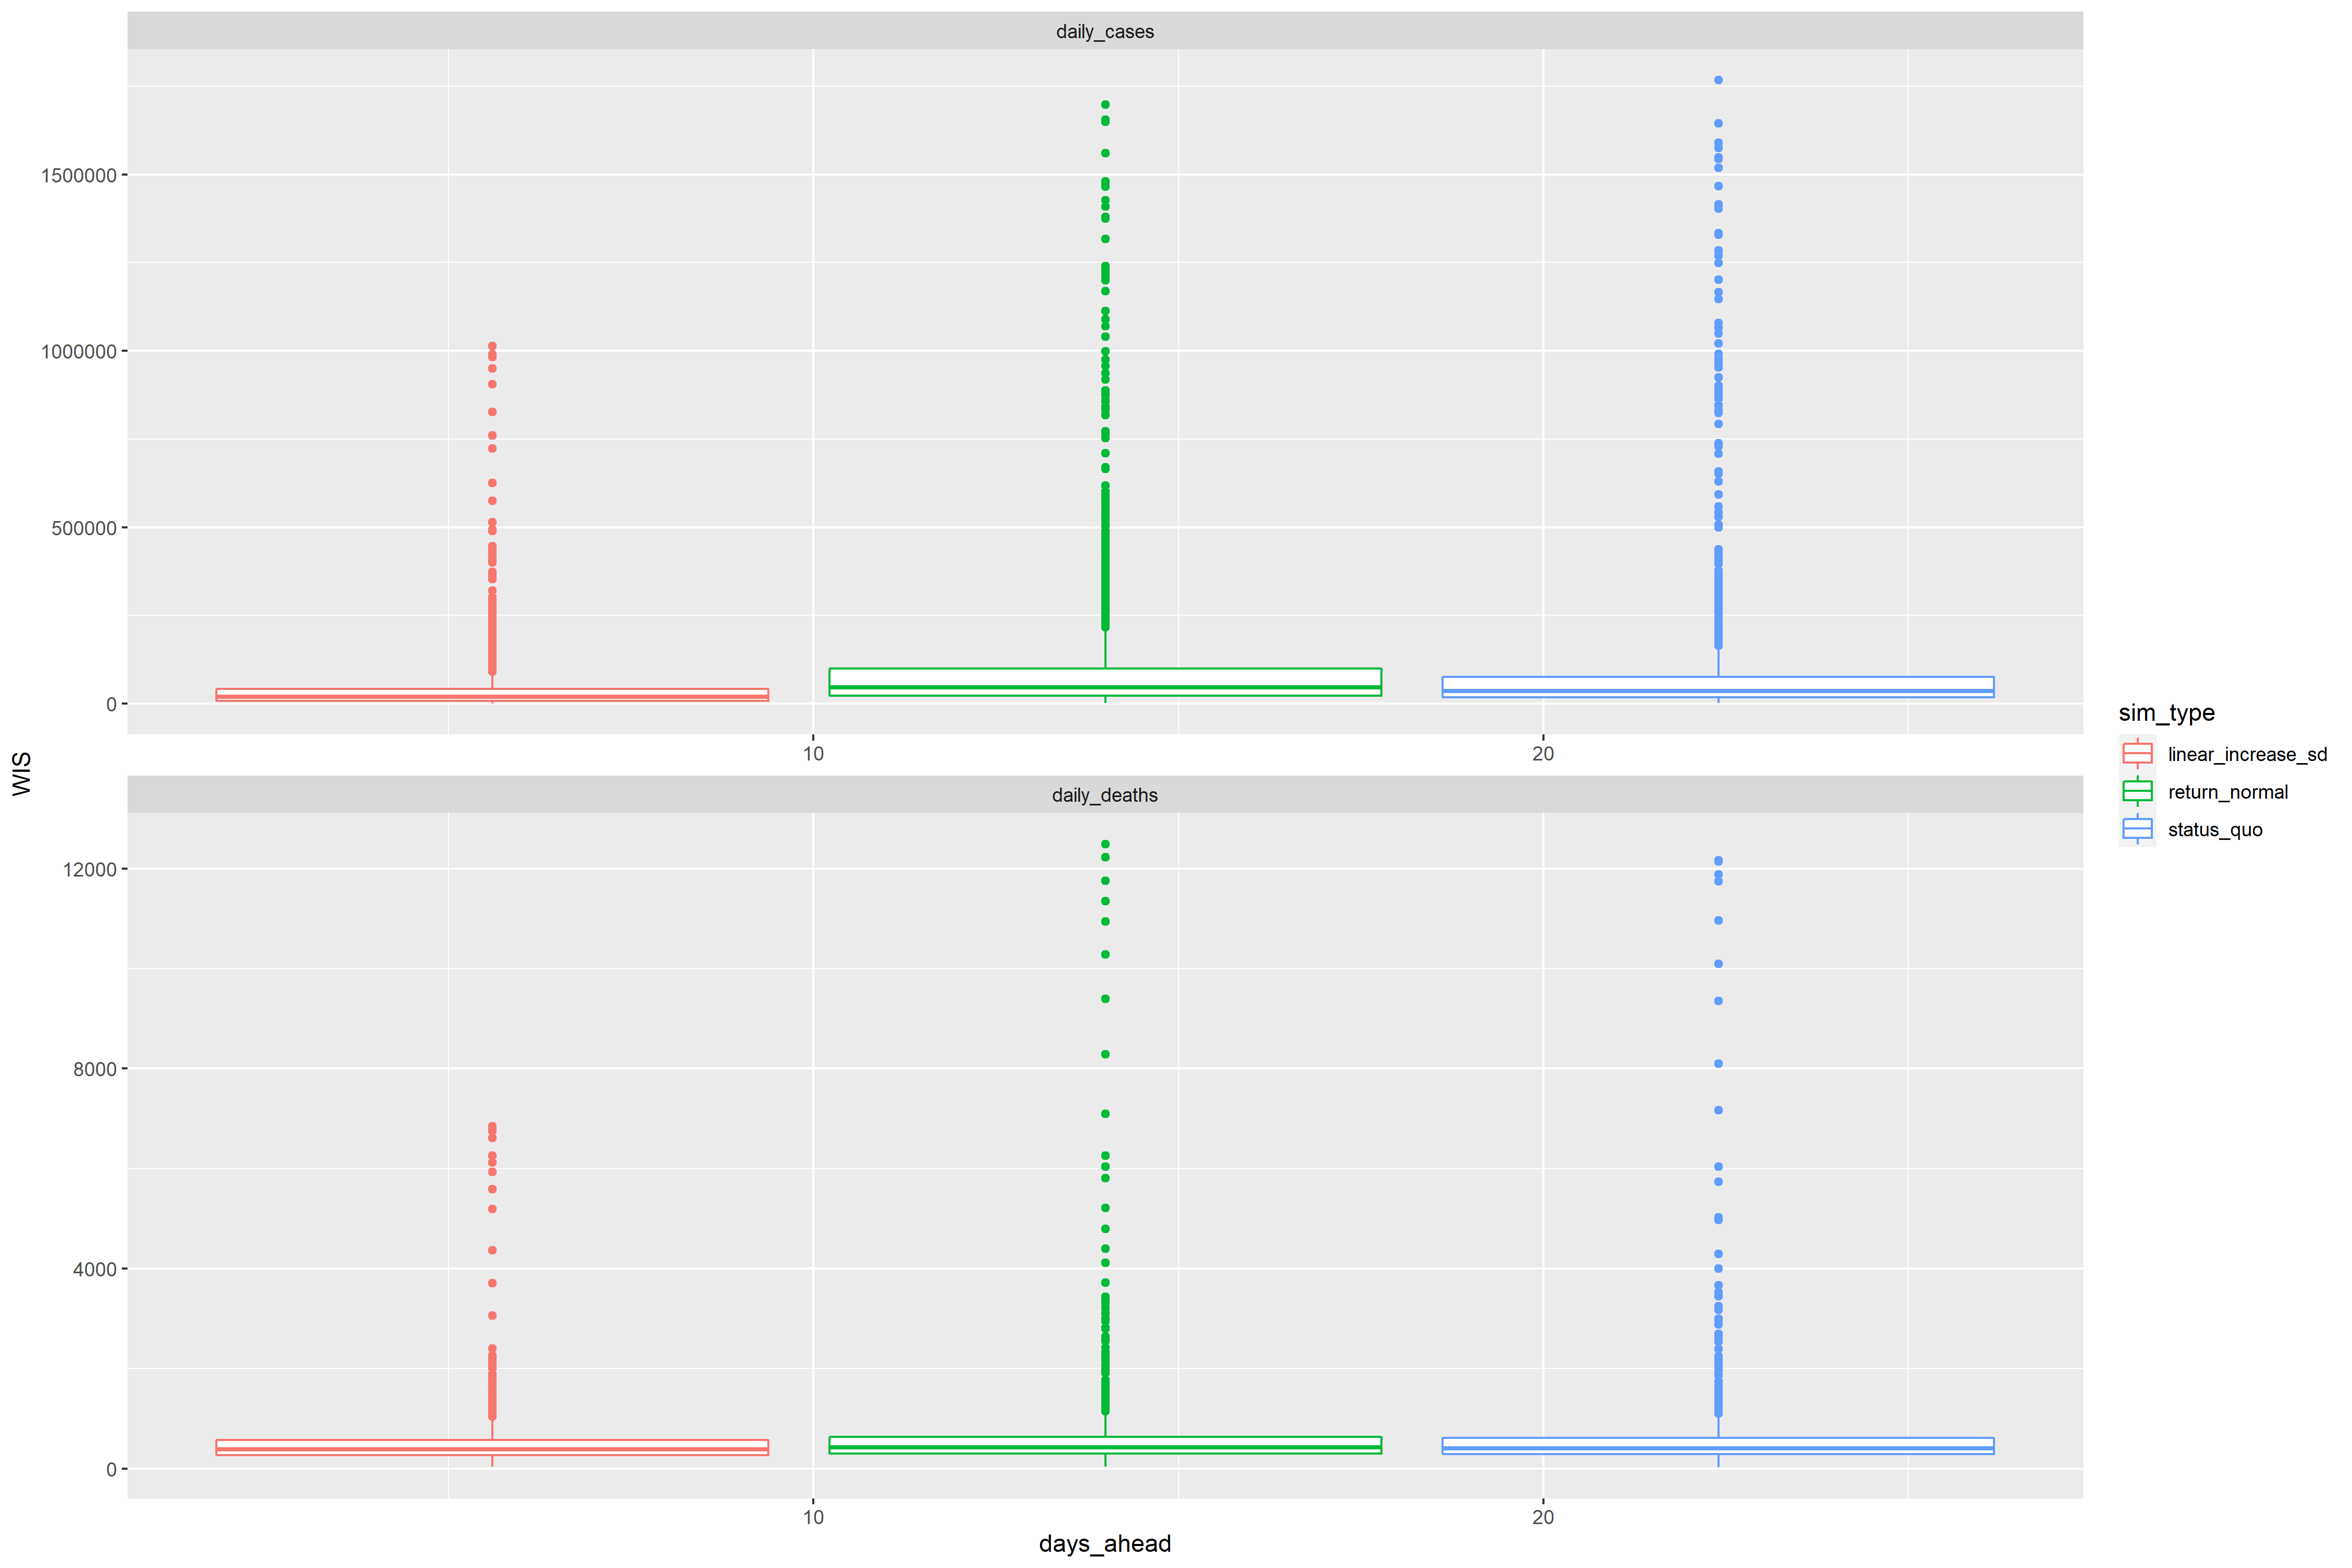 daily_cases
1500000
1000000
500000
0
10
20
WIS
daily_deaths
12000
8000
4000
0
10
20
days_ahead
sim_type
linear_increase_sd
return_normal
status_quo